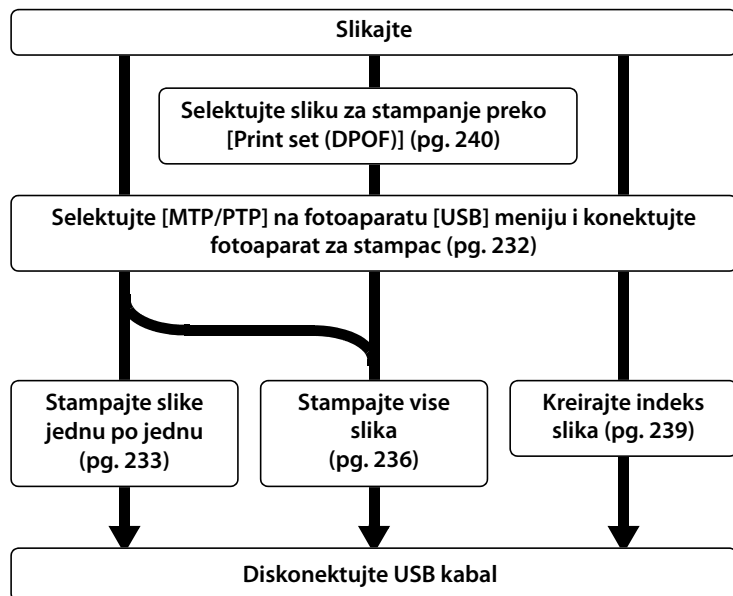 Slikajte
Selektujte sliku za stampanje preko
[Print set (DPOF)] (pg. 240)
Selektujte [MTP/PTP] na fotoaparatu [USB] meniju i konektujte
fotoaparat za stampac (pg. 232)
Stampajte slike
jednu po jednu
(pg. 233)
Stampajte vise
slika
(pg. 236)
Kreirajte indeks
slika (pg. 239)
Diskonektujte USB kabal